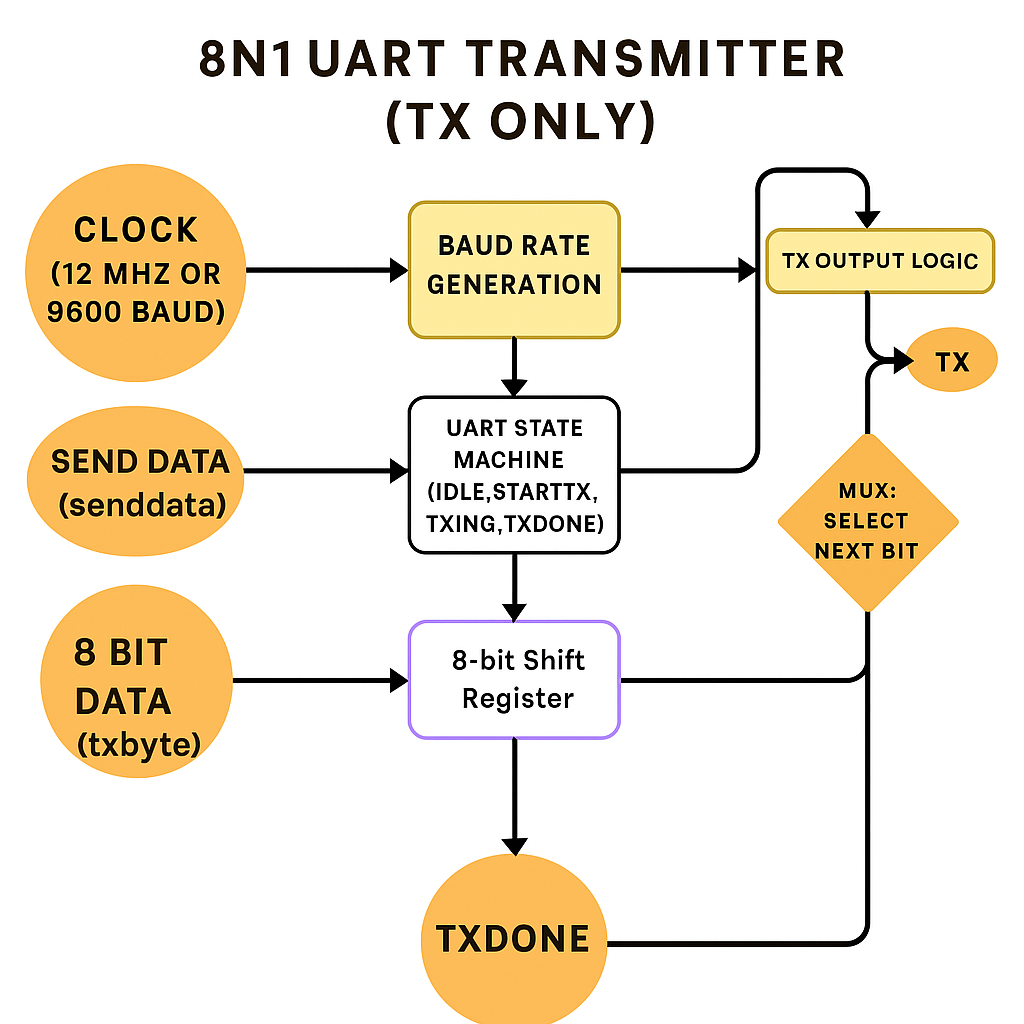 8N1 UART TRANSMITTER
(TX ONLY)
CLOCK
(12 MHZ OR
9600 BAUD)
BAUD RATE
GENERATION
TX OUTPUT LOGIC
TX
SEND DATA
(senddata)
UART STATE
MACHINE
(IDLE,STARTTX,
TXING,TXDONE)
MUX:
SELECT
NEXT BIT
8 BIT
DATA
(txbyte)
8-bit Shift
Register
TXDONE